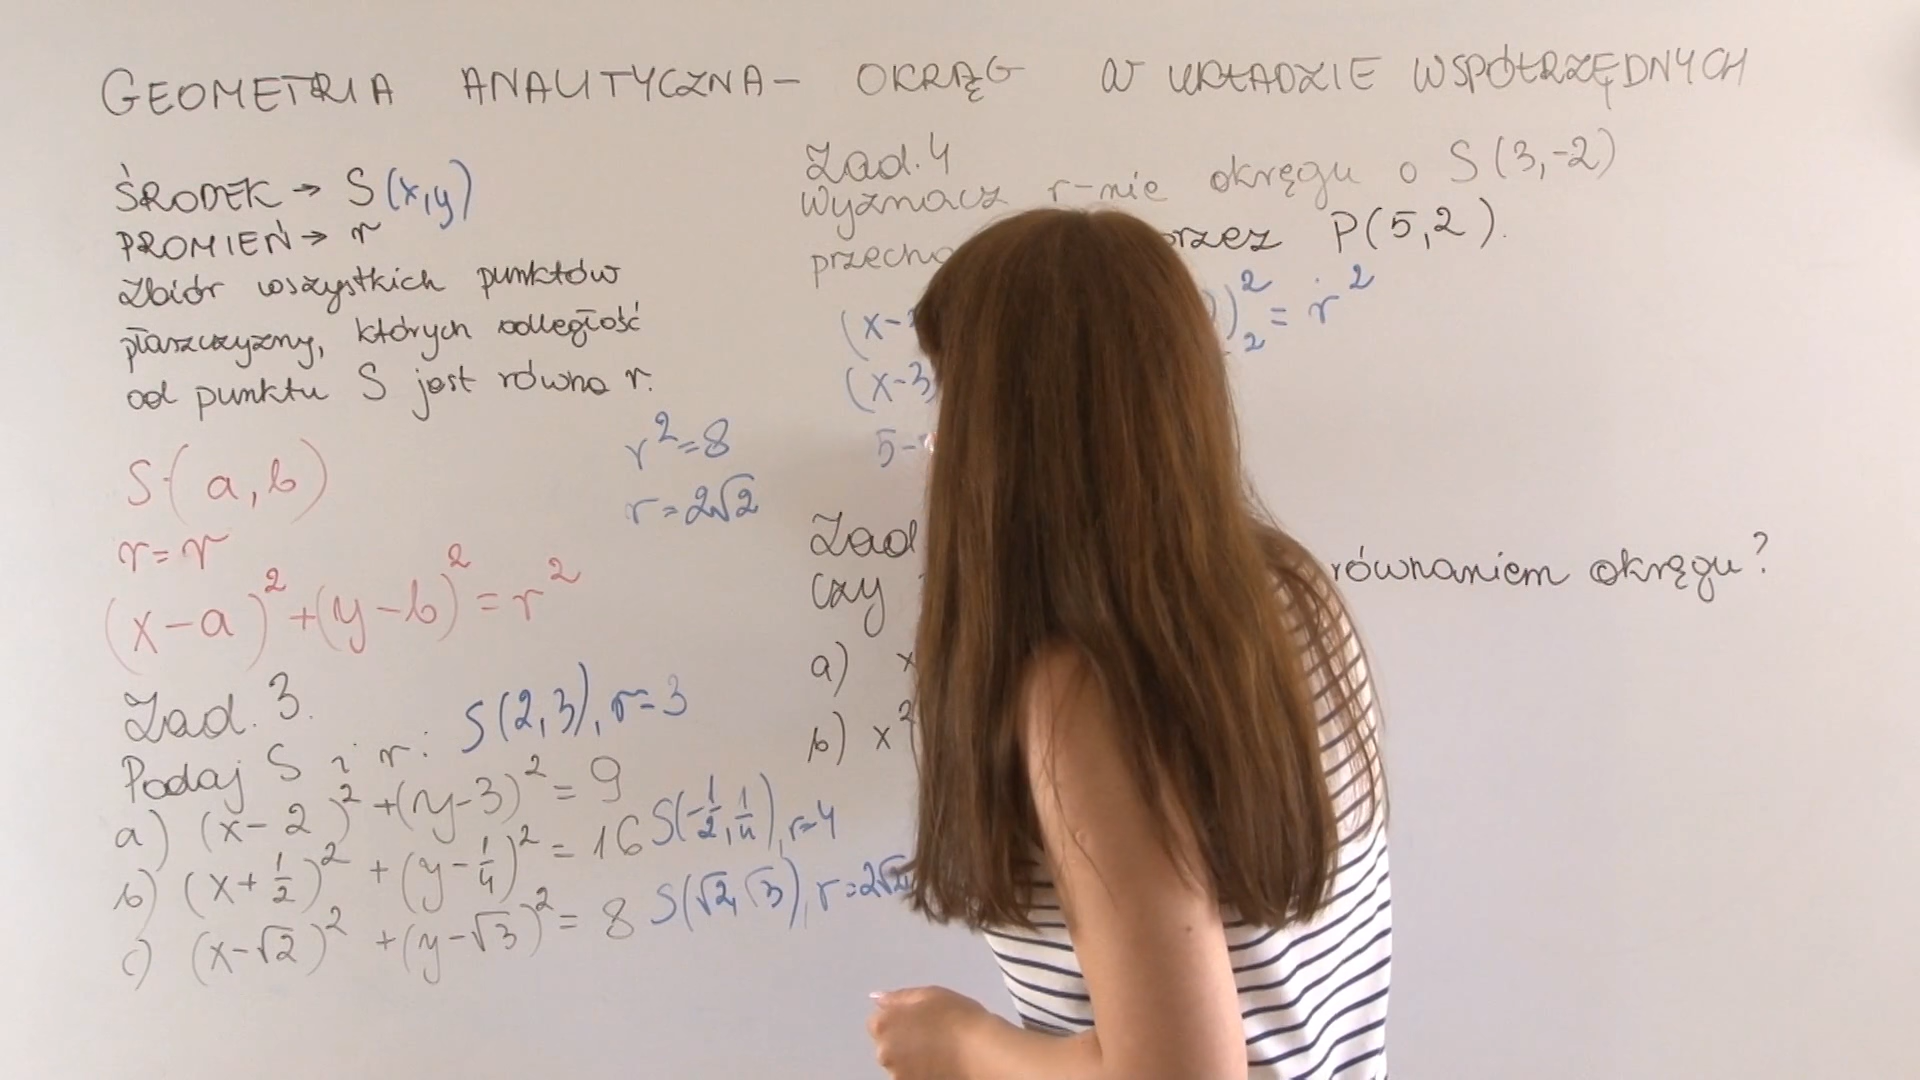 GEOMETRIA ANALITYCZNA – OKRĄG W UKŁADZIE WSPÓŁRZĘDNYCH
ŚRODEK → S(x,y)
PROMIEŃ → r
Zbiór wszystkich punktów
płaszczyzny, których odległość
od punktu S jest równa r.
S(a,b)
r=r
(x-a)²+(y-b)²=r²
r²=8
r=2√2
Zad. 3.
Podaj S i r: S(2,3), r=3
a) (x-2)²+(y-3)²=9
b) (x+1/2)²+(y-1/4)²=16 S(-1/2,1/4), r=4
c) (x-√2)²+(y-√3)²=8 S(√2,√3), r=2√2
Zad. 4
Wyznacz r-nie okręgu o S(3,-2)
P(5,2).
(x-
)² = r²
(x-3
²
5-
Zad
Czy równaniem okręgu?
a) x
b) x²